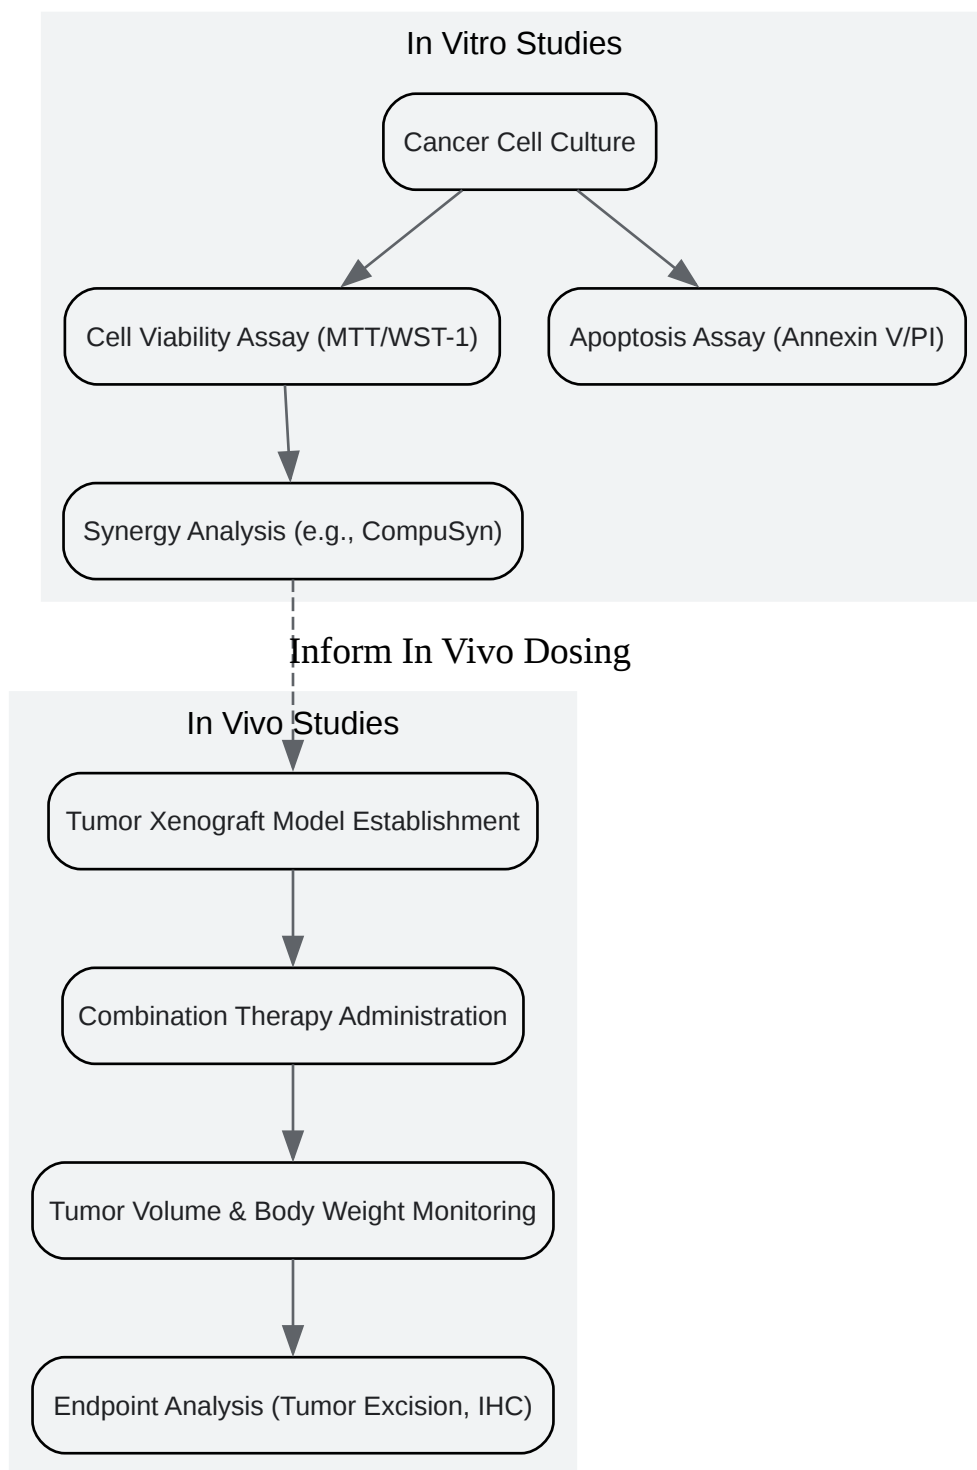 In Vitro Studies
Cancer Cell Culture
Cell Viability Assay (MTT/WST-1)
Apoptosis Assay (Annexin V/PI)
Synergy Analysis (e.g., CompuSyn)
Inform In Vivo Dosing
In Vivo Studies
Tumor Xenograft Model Establishment
Combination Therapy Administration
Tumor Volume & Body Weight Monitoring
Endpoint Analysis (Tumor Excision, IHC)